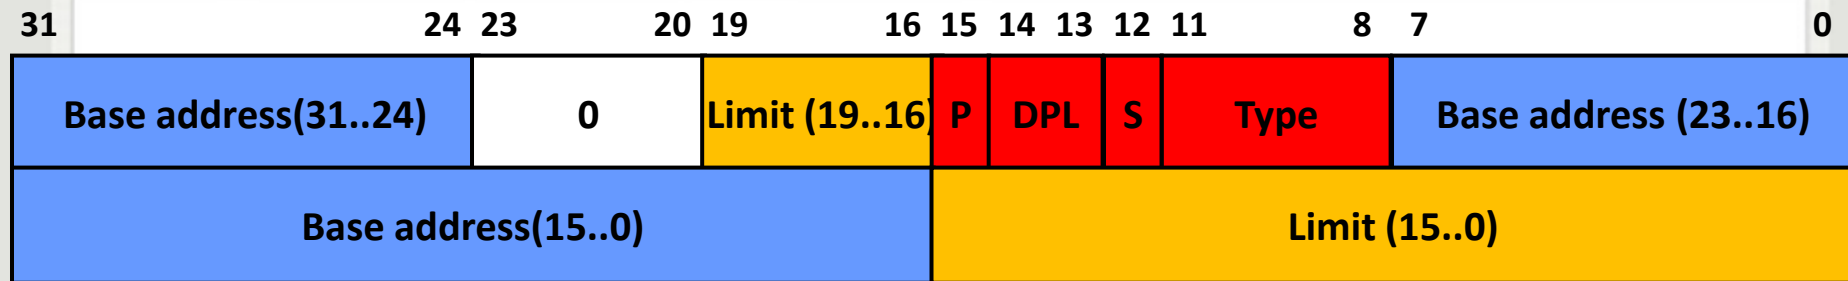 31 24 23 20 19 16 15 14 13 12 11 8 7 0
Base address(31..24) 0 Limit (19..16) P DPL S Type Base address (23..16)
Base address(15..0) Limit (15..0)